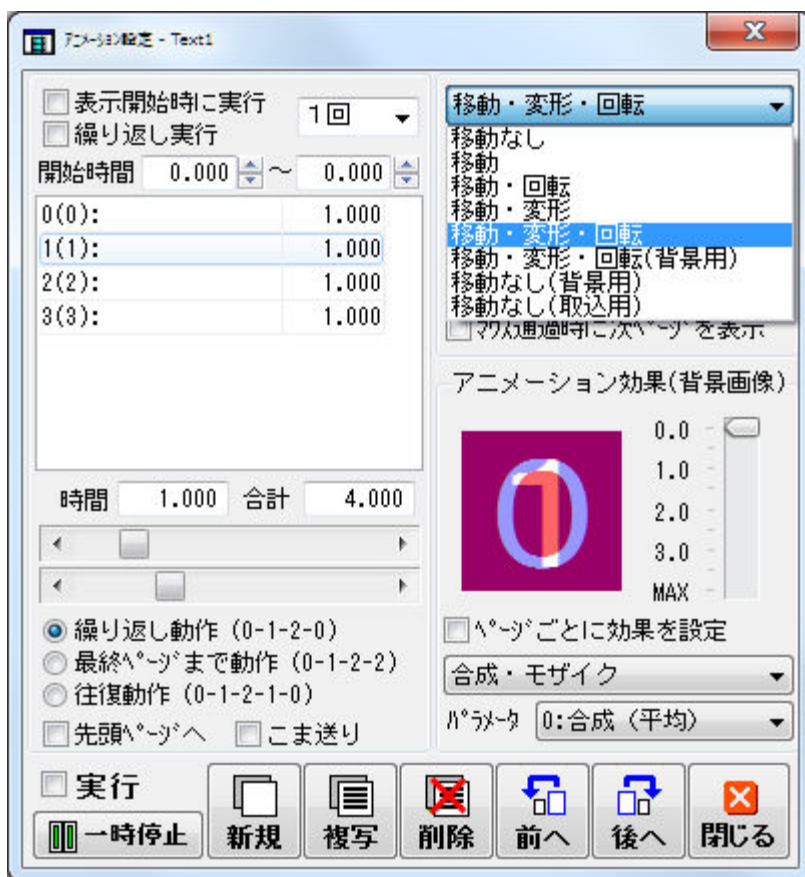 ｱﾆﾒｰｼｮﾝ設定 - Text1
表示開始時に実行
1回
繰り返し実行
開始時間 0.000 ～ 0.000
0(0): 1.000
1(1): 1.000
2(2): 1.000
3(3): 1.000
時間 1.000 合計 4.000
繰り返し動作 (0-1-2-0)
最終ﾍﾟｰｼﾞまで動作 (0-1-2-2)
往復動作 (0-1-2-1-0)
先頭ﾍﾟｰｼﾞへ こま送り
移動・変形・回転
移動なし
移動
移動・回転
移動・変形
移動・変形・回転
移動・変形・回転(背景用)
移動なし(背景用)
移動なし(取込用)
ﾏｳｽ通過時に次ﾍﾟｰｼﾞを表示
アニメーション効果(背景画像)
0.0
1.0
2.0
3.0
MAX
01
ﾍﾟｰｼﾞごとに効果を設定
合成・モザイク
ﾊﾟﾗﾒｰﾀ 0:合成 (平均)
実行
一時停止
新規
複写
削除
前へ
後へ
閉じる